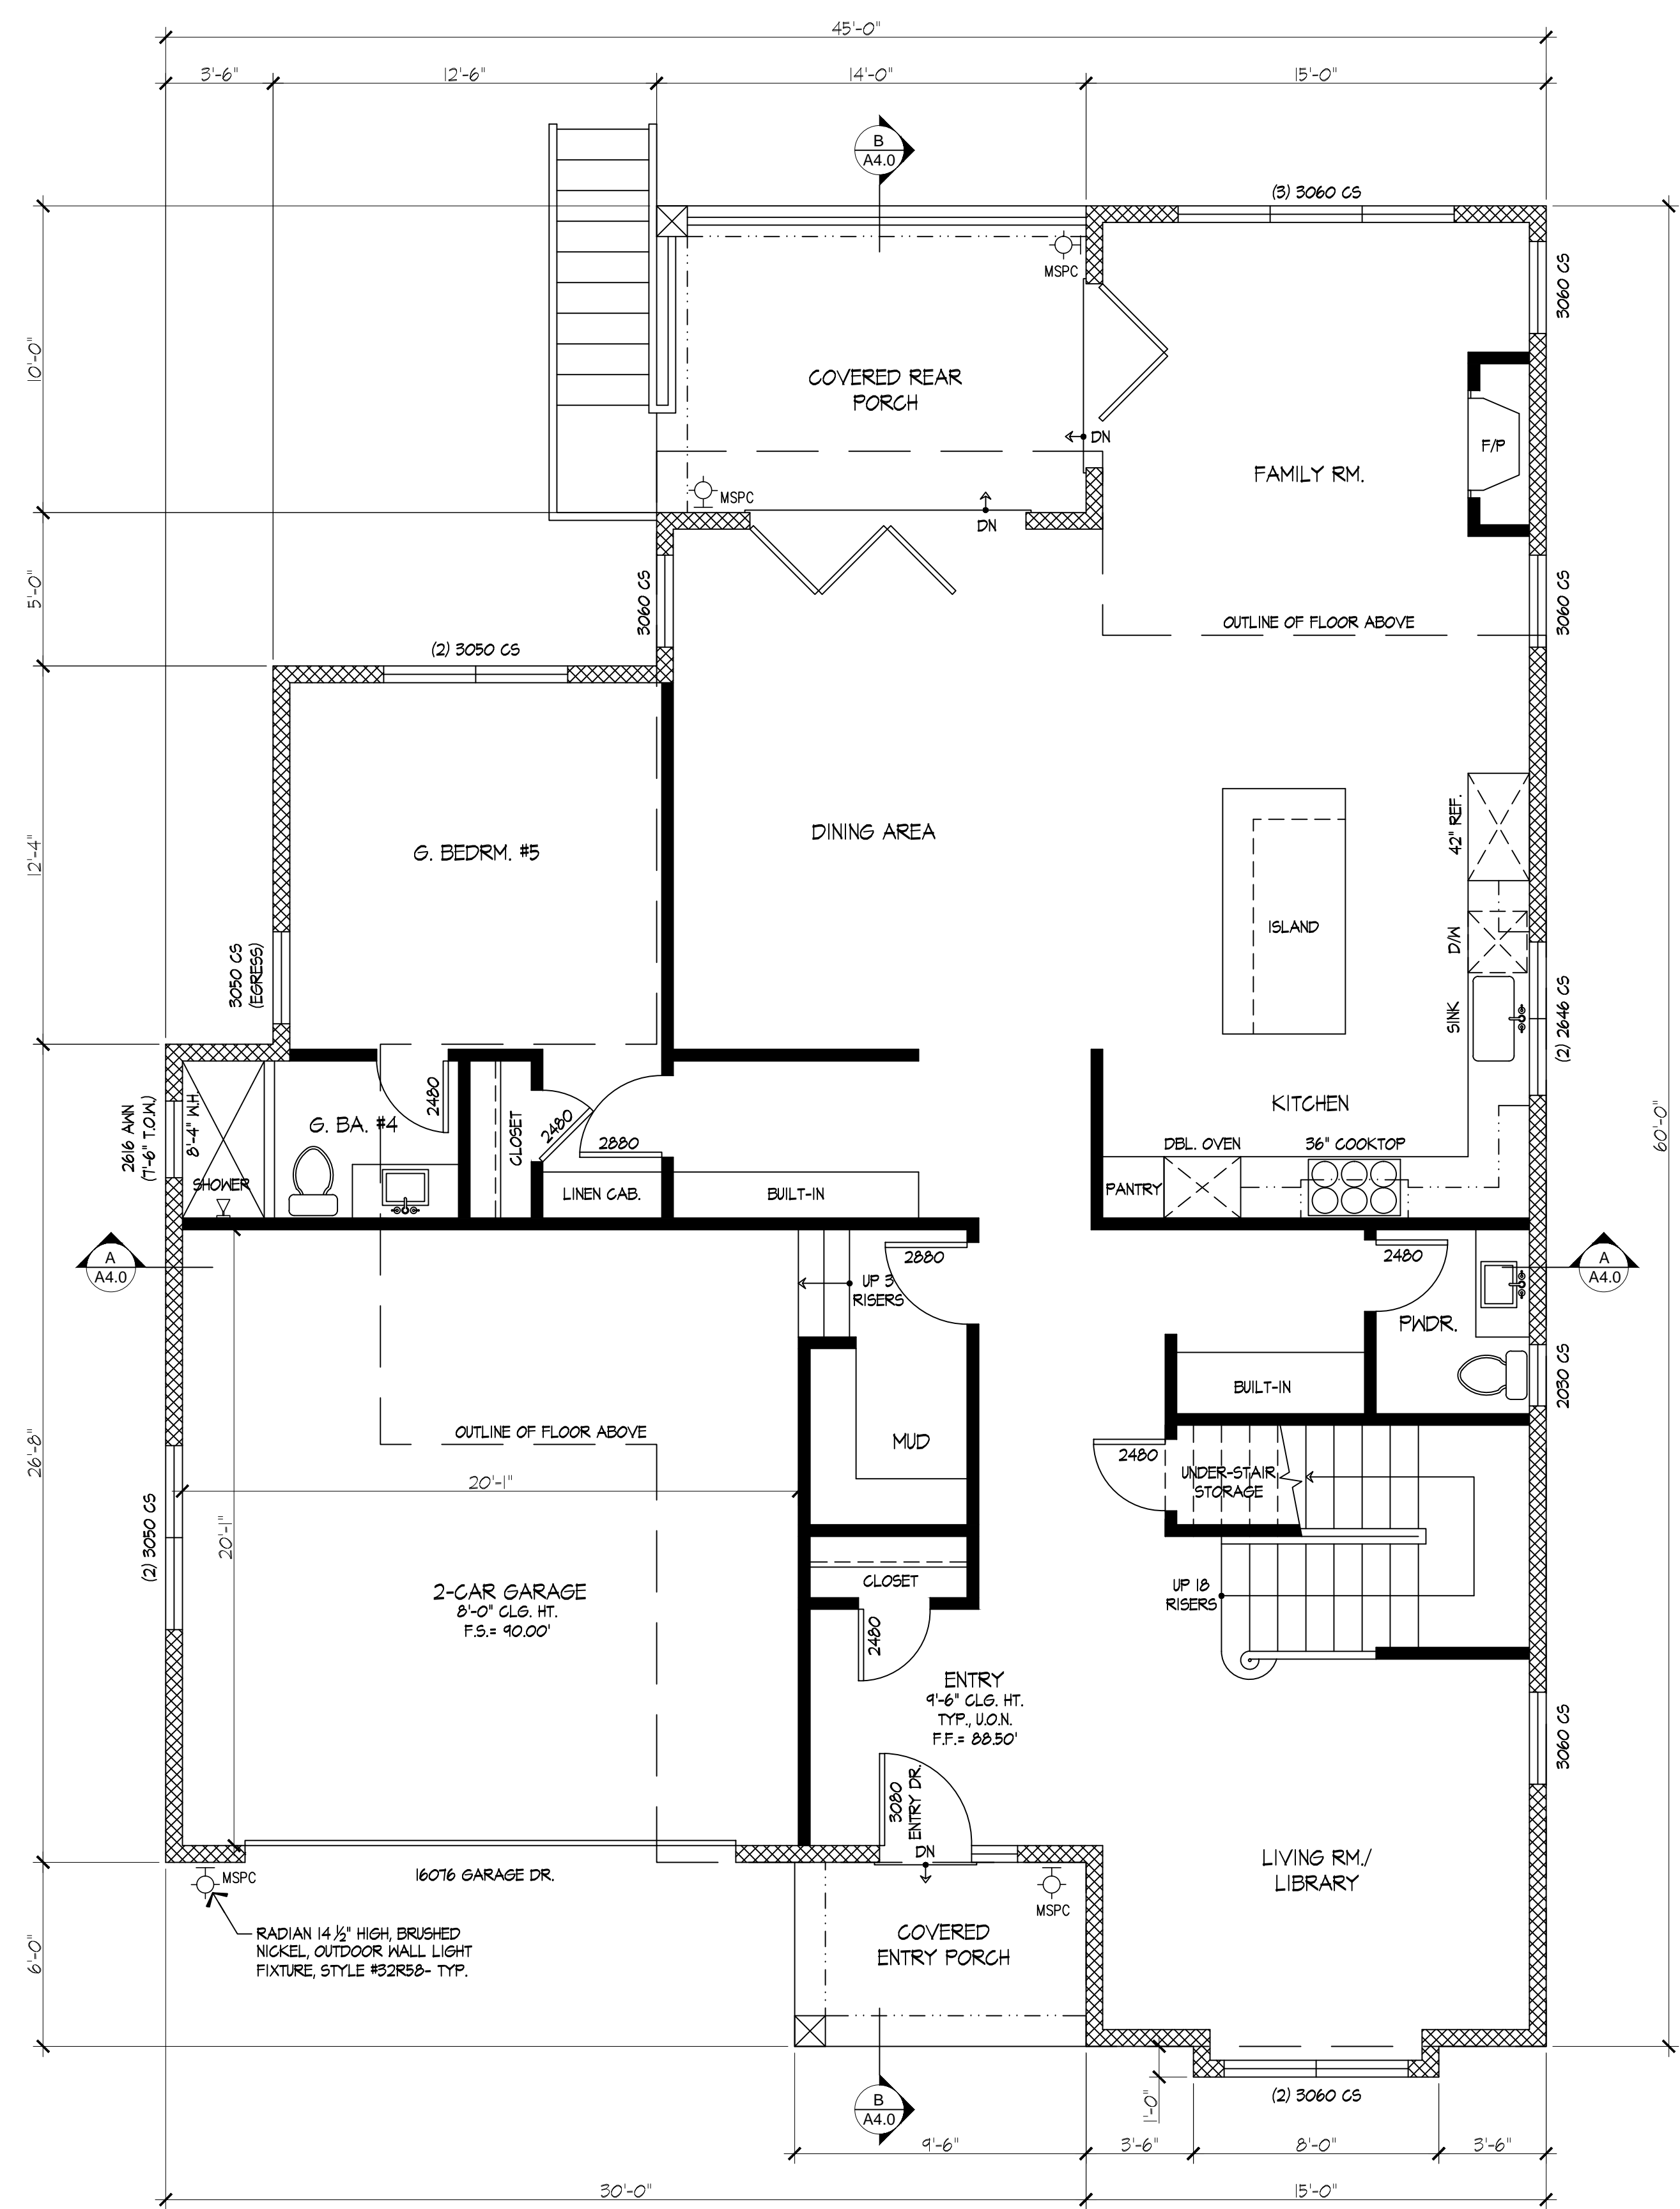 45'-0"
3'-6"
12'-6"
14'-0"
15'-0"
B
A4.0
(3) 3060 CS
MSPC
3060 CS
10'-0"
COVERED REAR
PORCH
DN
F/P
FAMILY RM.
MSPC
DN
5'-0"
3060 CS
3060 CS
OUTLINE OF FLOOR ABOVE
(2) 3050 CS
12'-4"
G. BEDRM. #5
DINING AREA
42" REF.
ISLAND
D/W
3050 CS
(EGRESS)
SINK
(2) 2646 CS
2616 AWN
(7'-6" T.O.W.)
8'-4" W.H.
G. BA. #4
2480
CLOSET
2480
2880
KITCHEN
60'-0"
DBL. OVEN
36" COOKTOP
SHOWER
LINEN CAB.
BUILT-IN
PANTRY
A
A4.0
2880
2480
A
A4.0
UP 3
RISERS
PWDR.
BUILT-IN
2030 CS
26'-8"
OUTLINE OF FLOOR ABOVE
MUD
2480
UNDER-STAIR
STORAGE
20'-1"
(2) 3050 CS
20'-1"
2-CAR GARAGE
8'-0" CLG. HT.
F.S.= 90.00'
CLOSET
UP 18
RISERS
2480
ENTRY
9'-6" CLG. HT.
TYP., U.O.N.
F.F.= 88.50'
3060 CS
3080
ENTRY DR.
DN
MSPC
16076 GARAGE DR.
LIVING RM./
LIBRARY
MSPC
6'-0"
RADIAN 14 ½" HIGH, BRUSHED
NICKEL, OUTDOOR WALL LIGHT
FIXTURE, STYLE #32R58- TYP.
COVERED
ENTRY PORCH
B
A4.0
(2) 3060 CS
1'-0"
9'-6"
3'-6"
8'-0"
3'-6"
30'-0"
15'-0"